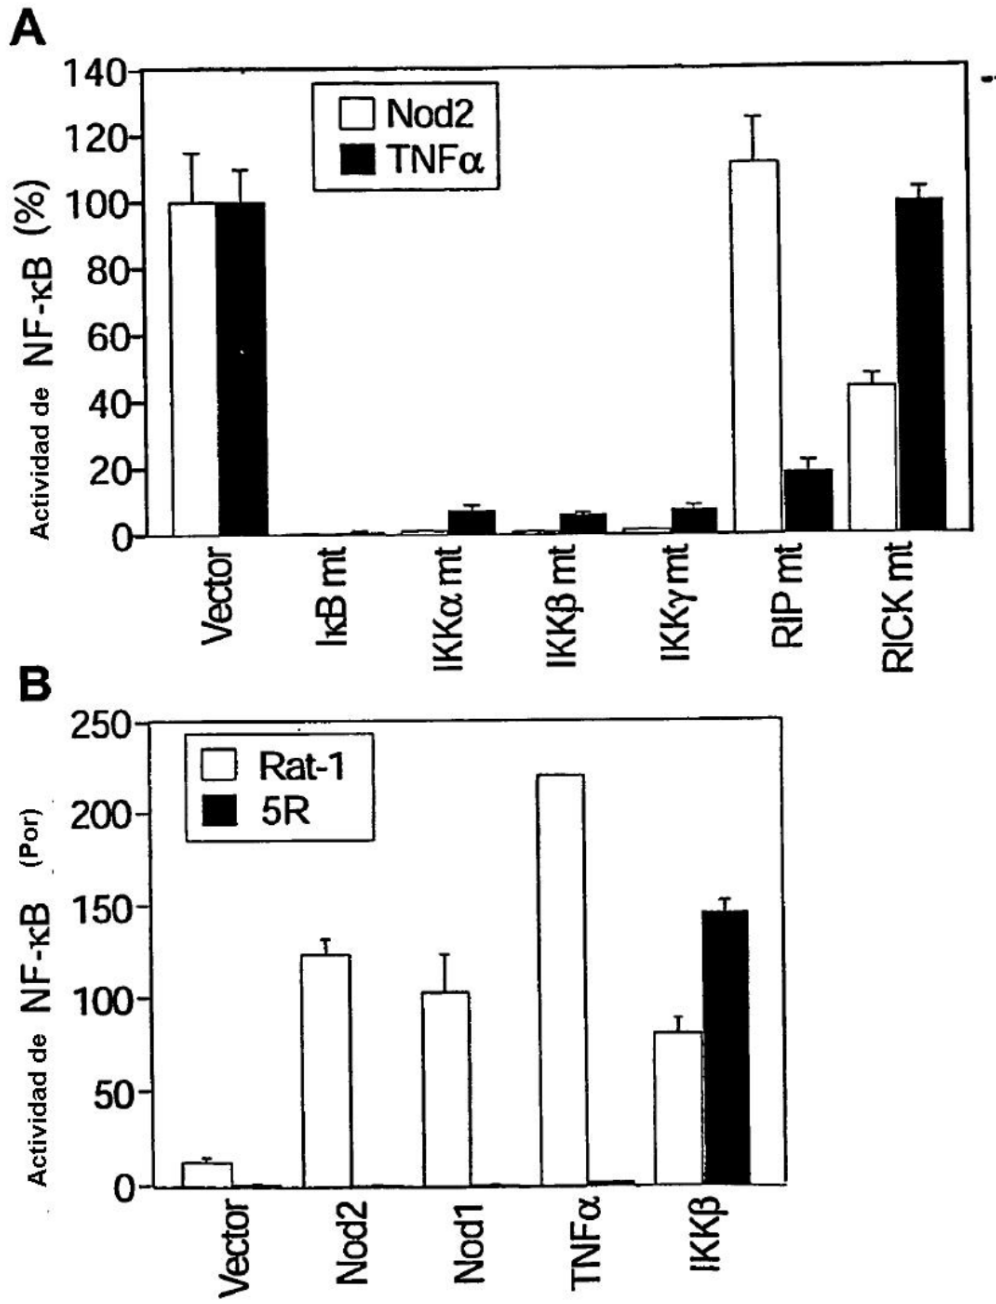 A
140
120
100
80
60
40
20
0
Actividad de NF-κB (%)
Nod2
TNFα
Vector
IκB mt
IKKα mt
IKKβ mt
IKKγ mt
RIP mt
RICK mt
B
250
200
150
100
50
0
Actividad de NF-κB (Por)
Rat-1
5R
Vector
Nod2
Nod1
TNFα
IKKβ